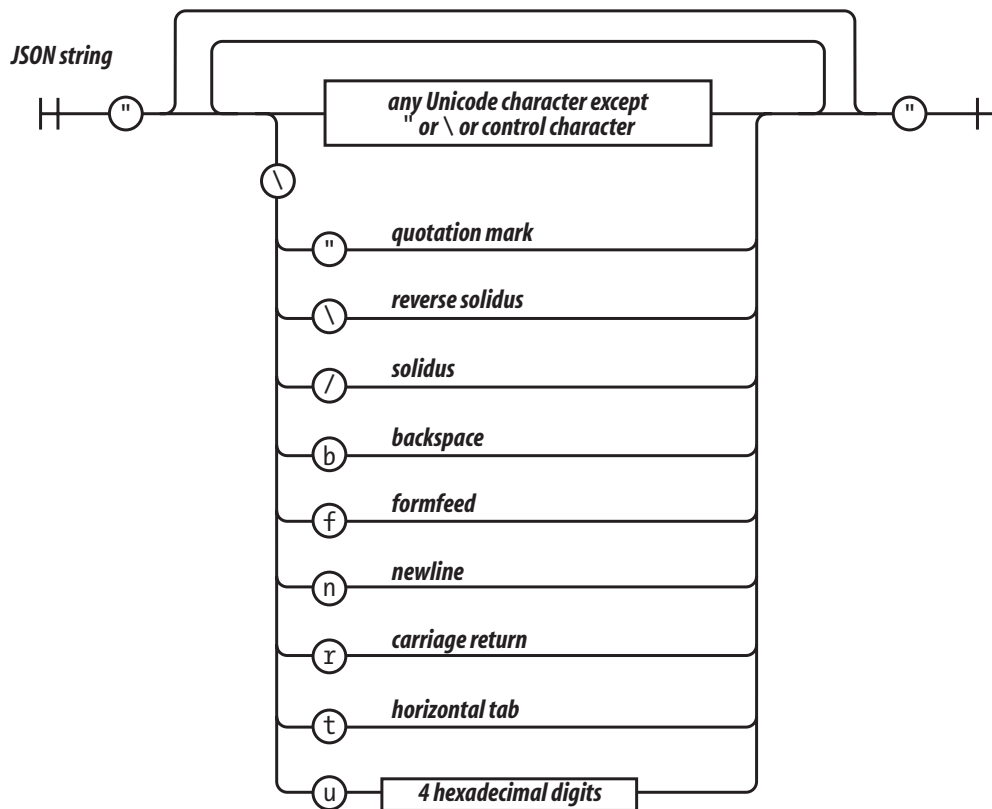 JSON string
"
any Unicode character except
" or \ or control character
"
\
" quotation mark
\ reverse solidus
/ solidus
b backspace
f formfeed
n newline
r carriage return
t horizontal tab
u 4 hexadecimal digits